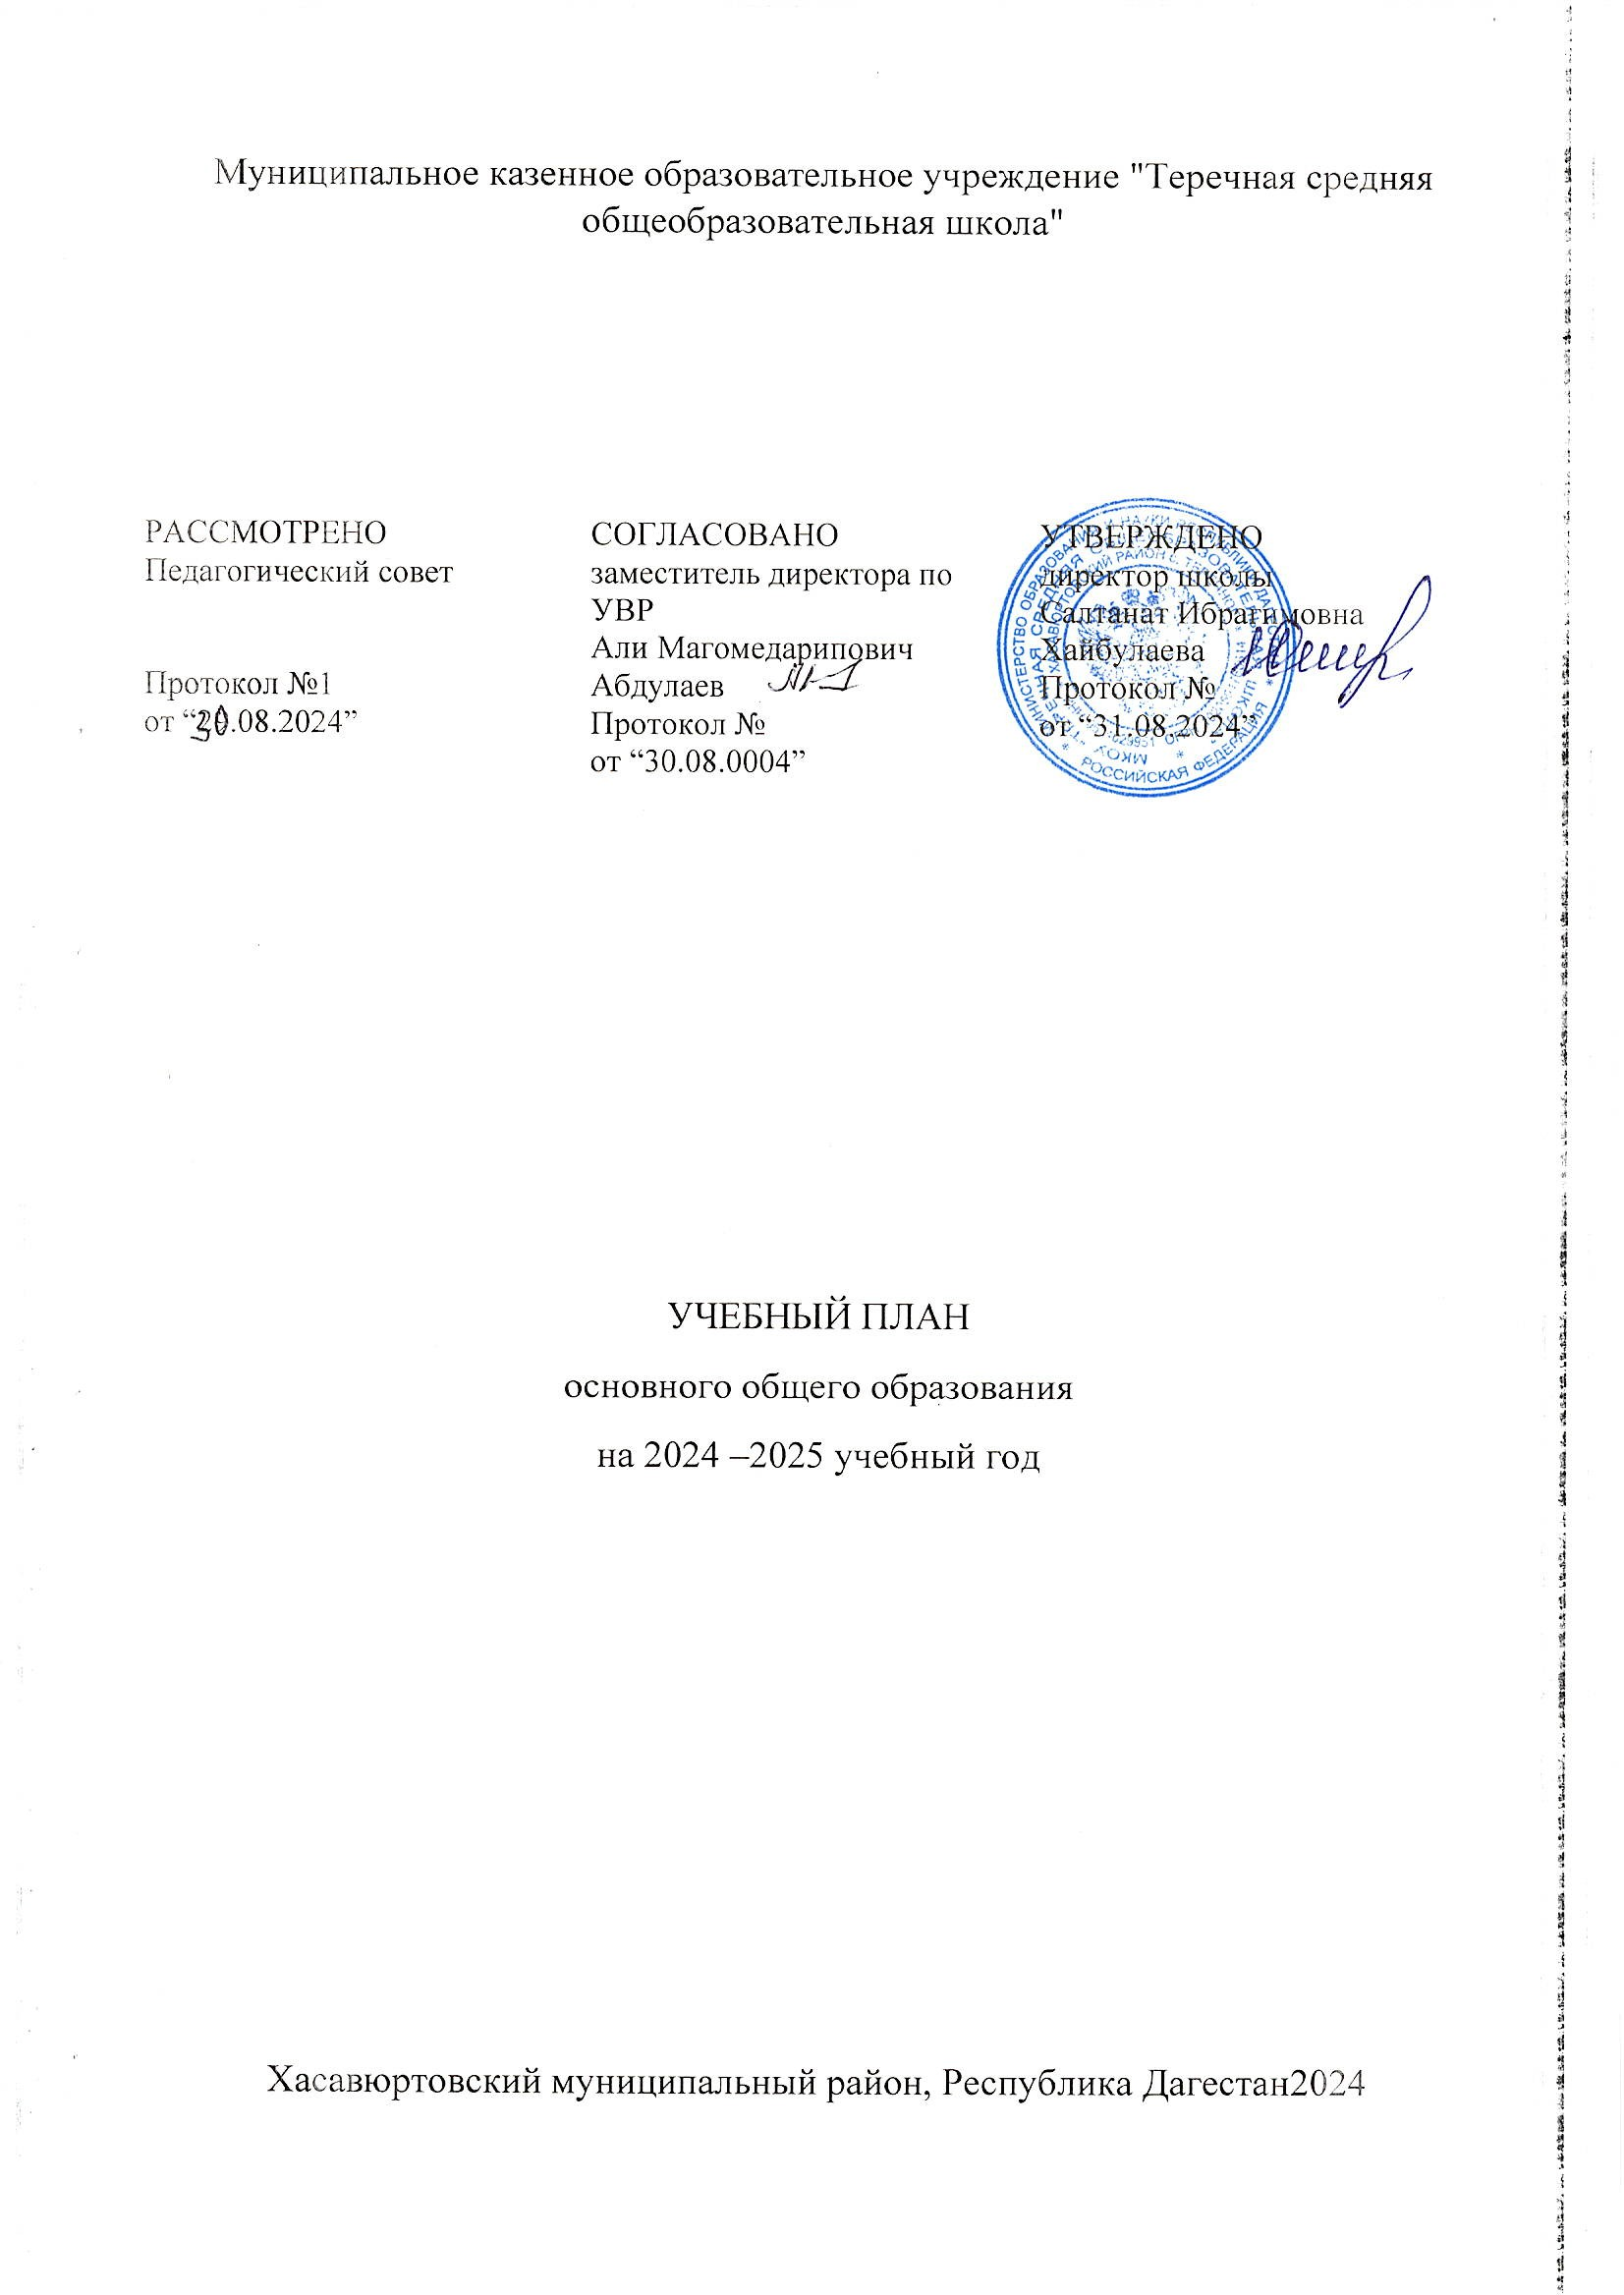 Муниципальное казенное образовательное учреждение "Теречная средняя
общеобразовательная школа"
РАССМОТРЕНО
Педагогический совет
Протокол №1
от “30.08.2024”
СОГЛАСОВАНО
заместитель директора по
УВР
Али Магомедарипович
Абдулаев
Протокол №
от “30.08.0004”
УТВЕРЖДЕНО
директор школы
Салтанат Ибрагимовна
Хайбулаева
Протокол №
от “31.08.2024”
РОССИЙСКАЯ ФЕДЕРАЦИЯ
УЧЕБНЫЙ ПЛАН
основного общего образования
на 2024 –2025 учебный год
Хасавюртовский муниципальный район, Республика Дагестан2024